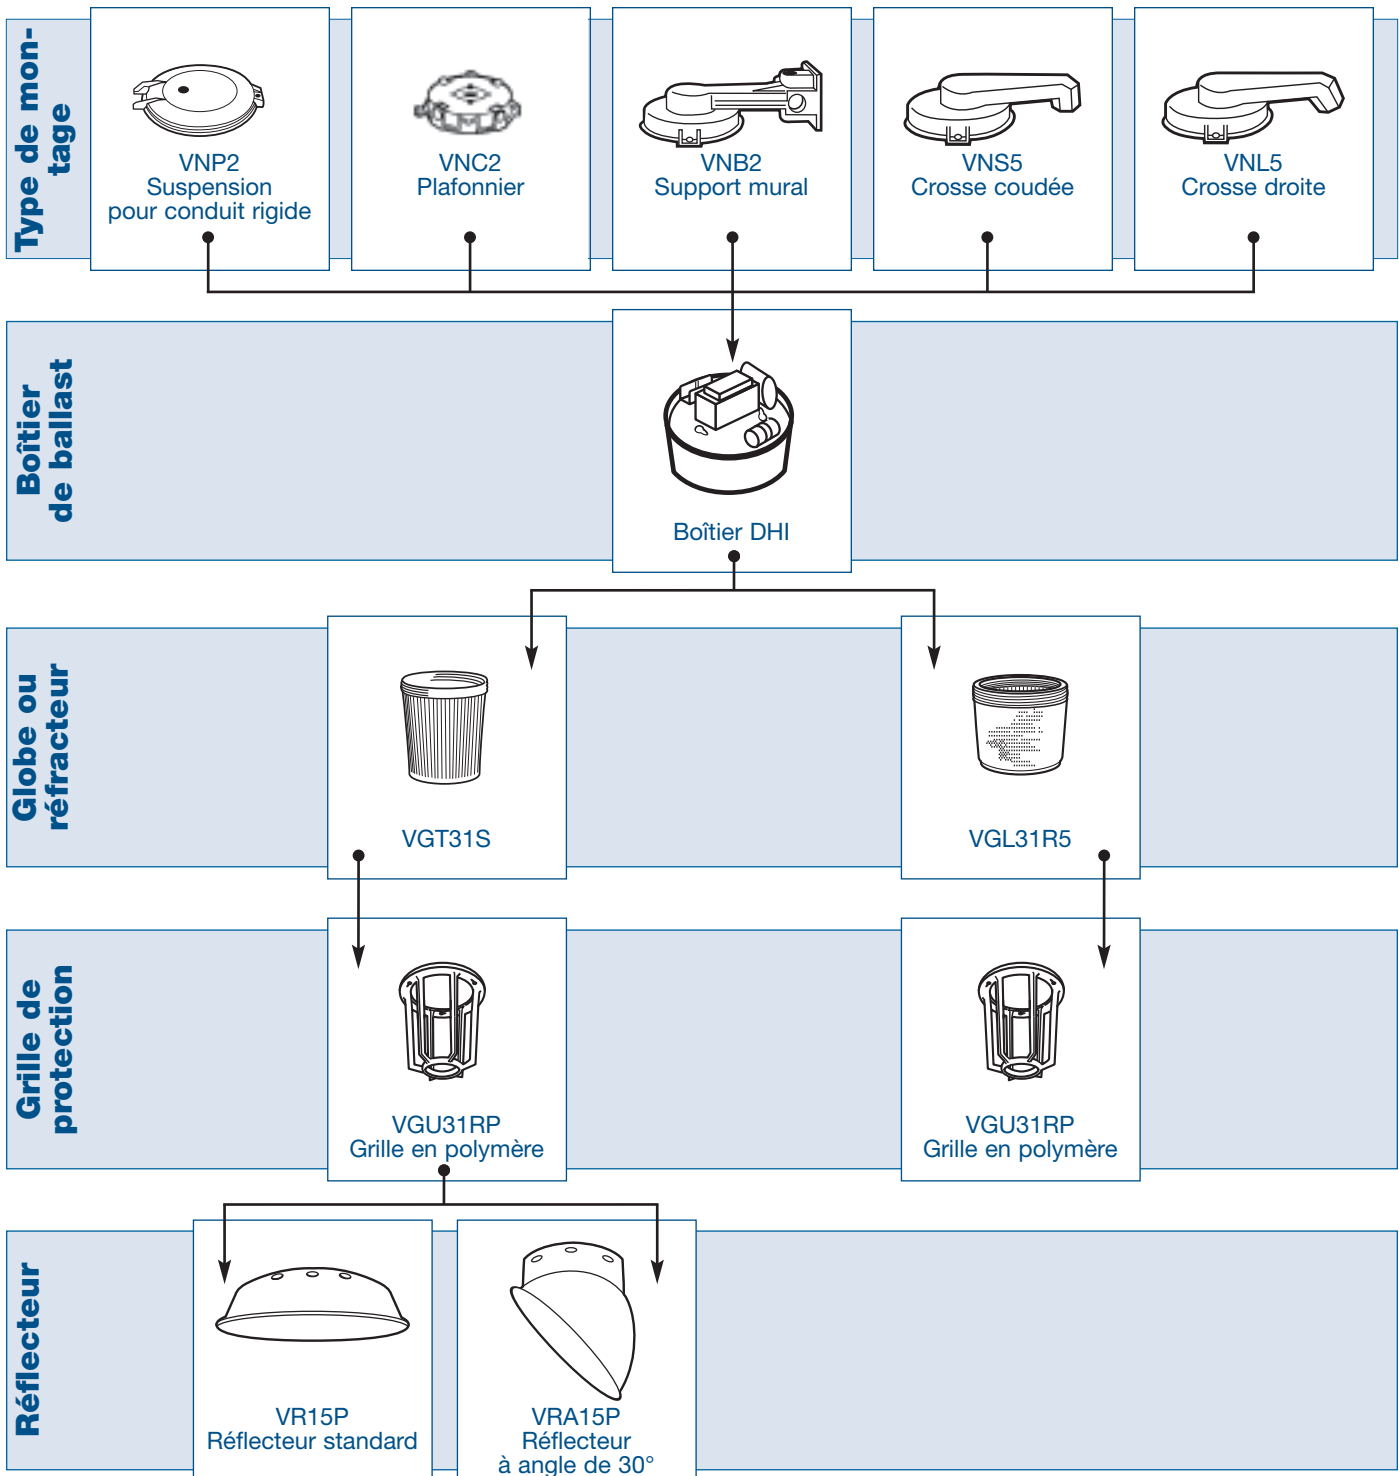 Type de mon-
tage
VNP2
Suspension
pour conduit rigide
VNC2
Plafonnier
VNB2
Support mural
VNS5
Crosse coudée
VNL5
Crosse droite
Boîtier
de ballast
Boîtier DHI
Globe ou
réfracteur
VGT31S
VGL31R5
Grille de
protection
VGU31RP
Grille en polymère
VGU31RP
Grille en polymère
Réflecteur
VR15P
Réflecteur standard
VRA15P
Réflecteur
à angle de 30°